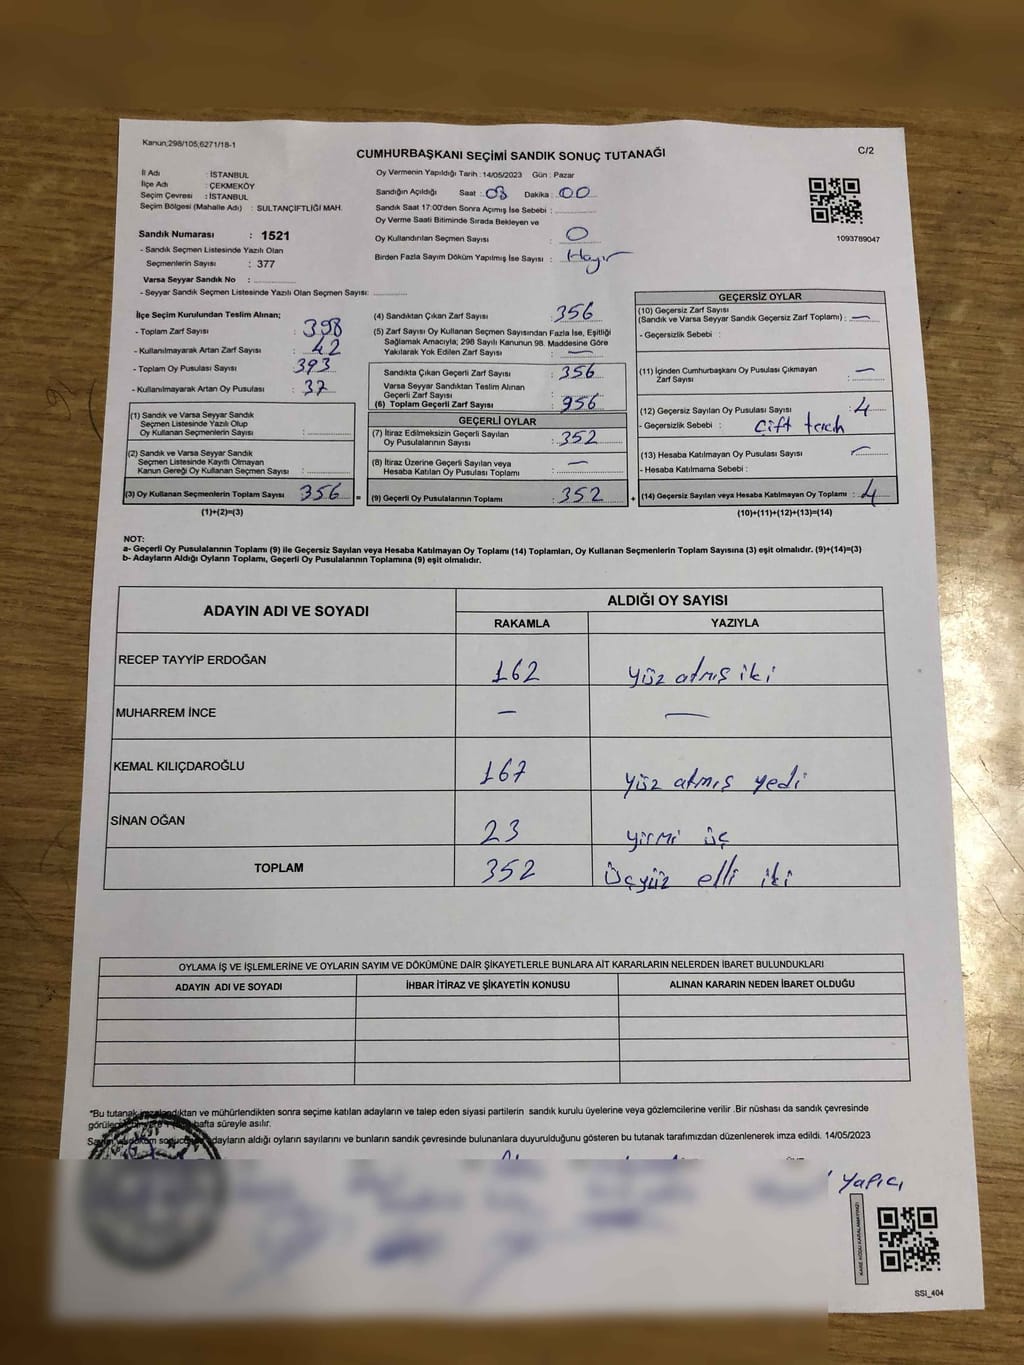 Kanun;298/105,6271/18-1
CUMHURBAŞKANI SEÇİMİ SANDIK SONUÇ TUTANAĞI
C/2
İl Adı : İSTANBUL
İlçe Adı : ÇEKMEKÖY
Seçim Çevresi : İSTANBUL
Seçim Bölgesi (Mahalle Adı) : SULTANÇİFTLİĞİ MAH.
Sandık Numarası : 1521
- Sandık Seçmen Listesinde Yazılı Olan
Seçmenlerin Sayısı : 377
Varsa Seyyar Sandık No :
- Seyyar Sandık Seçmen Listesinde Yazılı Olan Seçmen Sayısı:
Oy Vermenin Yapıldığı Tarih : 14/05/2023 Gün : Pazar
Sandığın Açıldığı Saat : 08 Dakika : 00
Sandık Saat 17:00'den Sonra Açımış İse Sebebi :
Oy Verme Saati Bitiminde Sırada Bekleyen ve
Oy Kullandırılan Seçmen Sayısı : 0
Birden Fazla Sayım Döküm Yapılmış İse Sayısı : Hayır
1093789047
İlçe Seçim Kurulundan Teslim Alınan;
- Toplam Zarf Sayısı : 398
- Kullanılmayarak Artan Zarf Sayısı : 42
- Toplam Oy Pusulası Sayısı : 393
- Kullanılmayarak Artan Oy Pusulası : 37
(1) Sandık ve Varsa Seyyar Sandık
Seçmen Listesinde Yazılı Olup
Oy Kullanan Seçmenlerin Sayısı :
(2) Sandık ve Varsa Seyyar Sandık
Seçmen Listesinde Kayıtlı Olmayan
Kanun Gereği Oy Kullanan Seçmen Sayısı :
(3) Oy Kullanan Seçmenlerin Toplam Sayısı 356 =
(1)+(2)=(3)
(4) Sandıktan Çıkan Zarf Sayısı : 356
(5) Zarf Sayısı Oy Kullanan Seçmen Sayısından Fazla İse, Eşitliği
Sağlamak Amacıyla; 298 Sayılı Kanunun 98. Maddesine Göre
Yakılarak Yok Edilen Zarf Sayısı : —
Sandıkta Çıkan Geçerli Zarf Sayısı : 356
Varsa Seyyar Sandıktan Teslim Alınan
Geçerli Zarf Sayısı :
(6) Toplam Geçerli Zarf Sayısı : 956
GEÇERLİ OYLAR
(7) İtiraz Edilmeksizin Geçerli Sayılan
Oy Pusulalarının Sayısı : 352
(8) İtiraz Üzerine Geçerli Sayılan veya
Hesaba Katılan Oy Pusulası Toplamı : —
(9) Geçerli Oy Pusulalarının Toplamı : 352 +
GEÇERSİZ OYLAR
(10) Geçersiz Zarf Sayısı
(Sandık ve Varsa Seyyar Sandık Geçersiz Zarf Toplamı) : —
- Geçersizlik Sebebi :
(11) İçinden Cumhurbaşkanı Oy Pusulası Çıkmayan
Zarf Sayısı : —
(12) Geçersiz Sayılan Oy Pusulası Sayısı : 4
- Geçersizlik Sebebi : Çift tercih
(13) Hesaba Katılmayan Oy Pusulası Sayısı : —
- Hesaba Katılmama Sebebi :
(14) Geçersiz Sayılan veya Hesaba Katılmayan Oy Toplamı : 4
(10)+(11)+(12)+(13)=(14)
NOT:
a- Geçerli Oy Pusulalarının Toplamı (9) ile Geçersiz Sayılan veya Hesaba Katılmayan Oy Toplamı (14) Toplamları, Oy Kullanan Seçmenlerin Toplam Sayısına (3) eşit olmalıdır. (9)+(14)=(3)
b- Adayların Aldığı Oyların Toplamı, Geçerli Oy Pusulalarının Toplamına (9) eşit olmalıdır.
ADAYIN ADI VE SOYADI ALDIĞI OY SAYISI
RAKAMLA YAZIYLA
RECEP TAYYİP ERDOĞAN 162 yüz atmış iki
MUHARREM İNCE — —
KEMAL KILIÇDAROĞLU 167 yüz atmış yedi
SİNAN OĞAN 23 yirmi üç
TOPLAM 352 üçyüz elli iki
OYLAMA İŞ VE İŞLEMLERİNE VE OYLARIN SAYIM VE DÖKÜMÜNE DAİR ŞİKAYETLERLE BUNLARA AİT KARARLARIN NELERDEN İBARET BULUNDUKLARI
ADAYIN ADI VE SOYADI İHBAR İTİRAZ VE ŞİKAYETİN KONUSU ALINAN KARARIN NEDEN İBARET OLDUĞU
*Bu tutanak imzalandıktan ve mühürlendikten sonra seçime katılan adayların ve talep eden siyasi partilerin sandık kurulu üyelerine veya gözlemcilerine verilir .Bir nüshası da sandık çevresinde
hafta süreyle asılır.
adayların aldığı oyların sayılarını ve bunların sandık çevresinde bulunanlara duyurulduğunu gösteren bu tutanak tarafımızdan düzenlenerek imza edildi. 14/05/2023
Yapıcı
KARE KODU KARALAMAYINIZ!
SSI_404